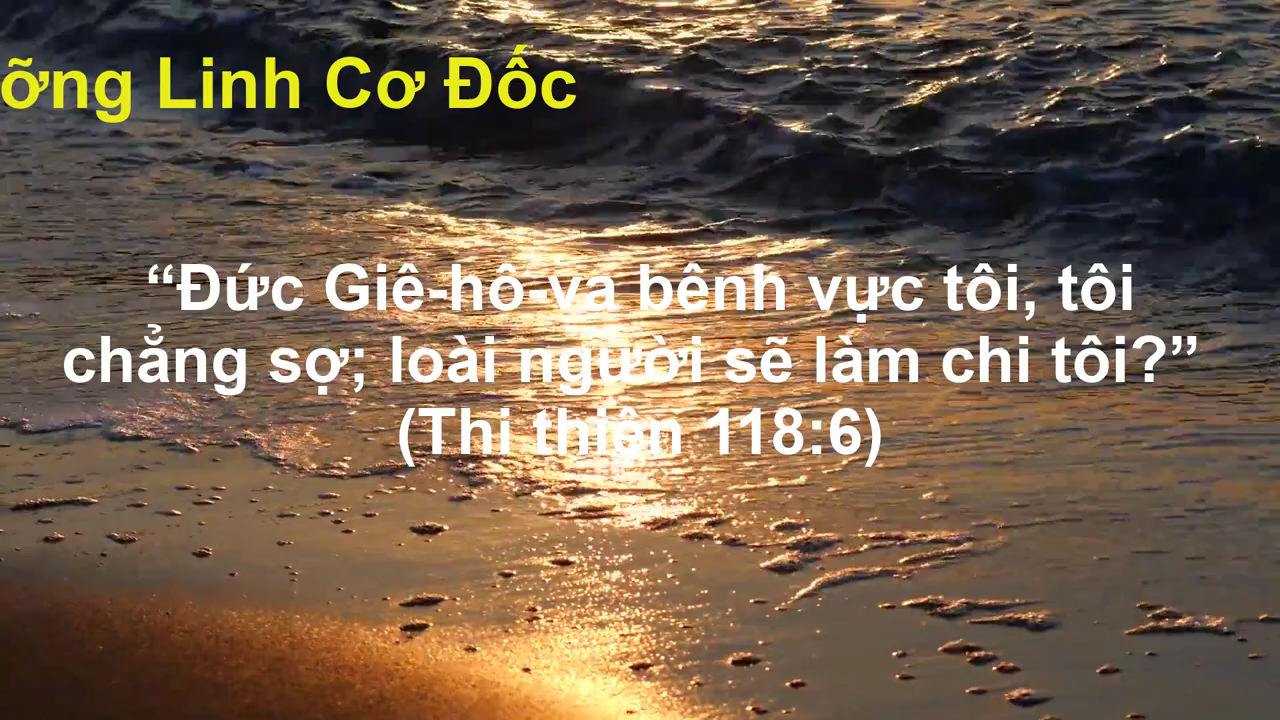 ỡng Linh Cơ Đốc
“Đức Giê-hô-va bênh vực tôi, tôi
chẳng sợ; loài người sẽ làm chi tôi?”
(Thi thiên 118:6)